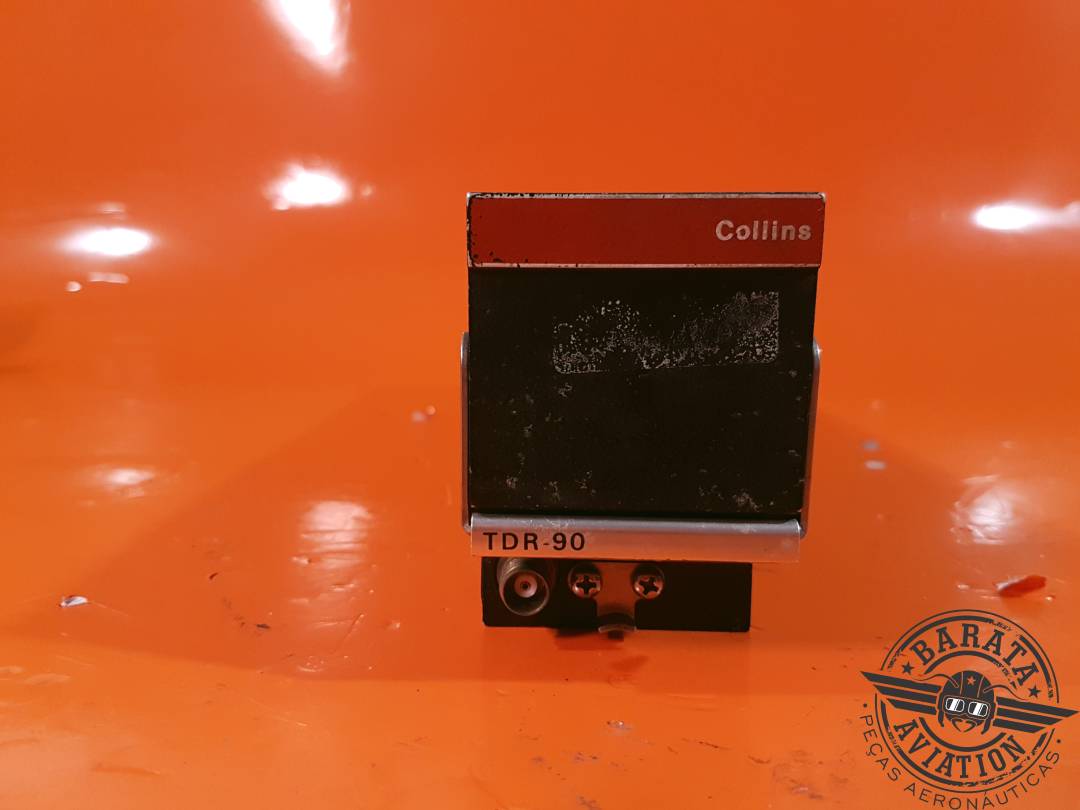 Collins
TDR-90
BARATA
AVIATION
PEÇAS AERONÁUTICAS